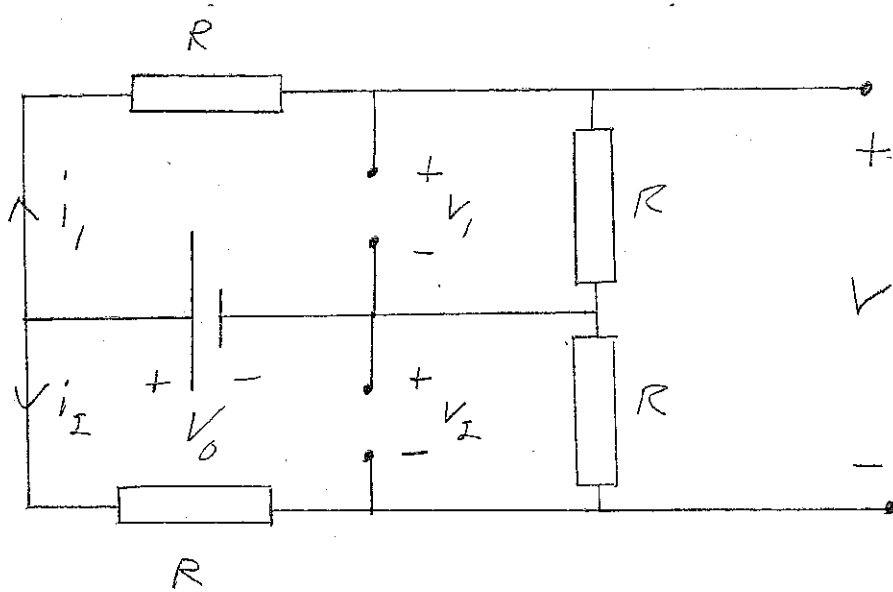 R
+
i₁
V₁
R
-
V
+ -
i₂
+
V₂
V₀
R
-
-
R